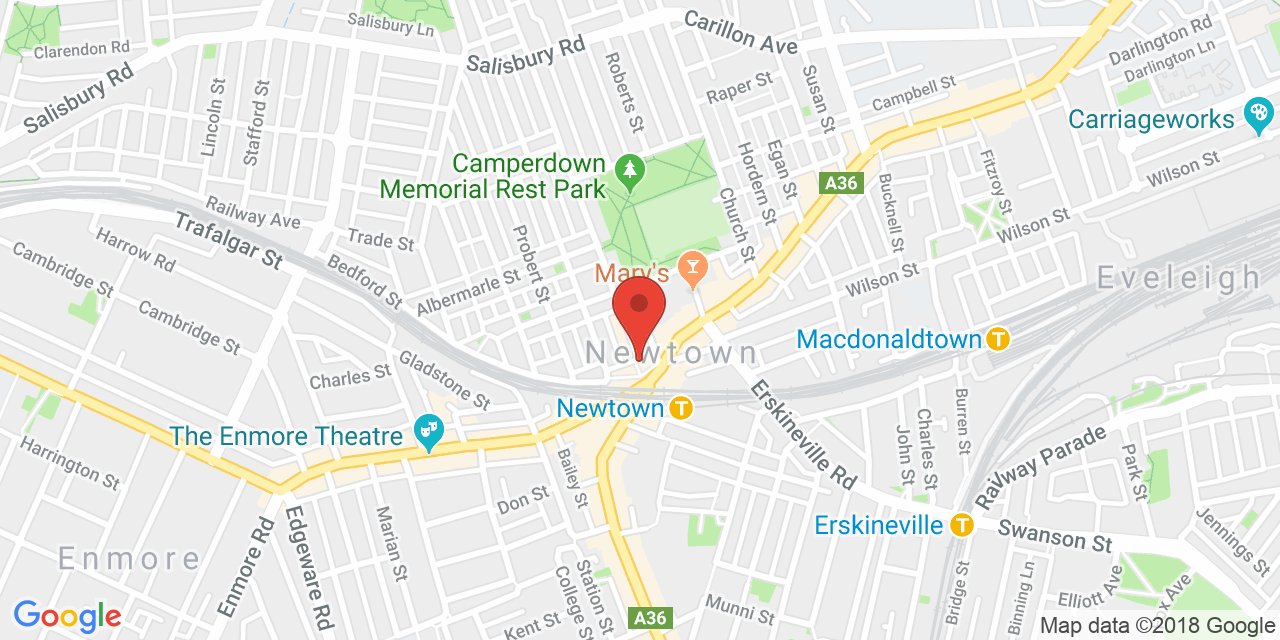 Salisbury Ln
Clarendon Rd
Salisbury Rd
Salisbury Rd
Carillon Ave
Darlington Rd
Darlington Ln
Roberts St
Raper St
Susan St
Campbell St
Lincoln St
Stafford St
Carriageworks
Camperdown
Memorial Rest Park
Egan St
Hordern St
Church St
A36
Bucknell St
Fitzroy St
Wilson St
Wilson St
Wilson St
Railway Ave
Trafalgar St
Trade St
Harrow Rd
Cambridge St
Cambridge St
Bedford St
Probert St
Albermarle St
Mary's
Eveleigh
Newtown
Macdonaldtown
T
Gladstone St
Charles St
Newtown
T
Erskineville Rd
Burren St
Charles St
John St
Railway Parade
Park St
The Enmore Theatre
Harrington St
Bailey St
Don St
Marian St
Erskineville
T
Swanson St
Jennings St
Enmore
Enmore Rd
Edgeware Rd
Station St
College St
Kent St
A36
Munni St
Bridge St
Binning Ln
Elliott Ave
ox Ave
Google
Map data ©2018 Google